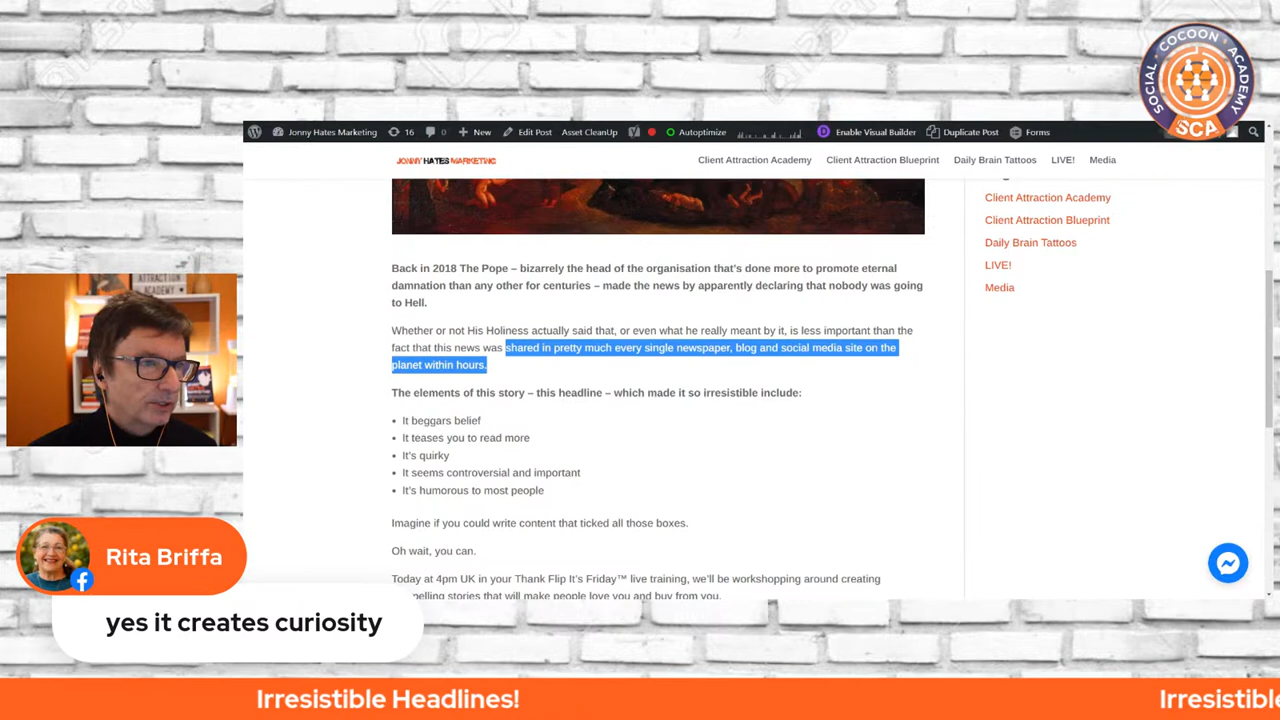 SOCIAL · COCOON · ACADEMY
SCA
Jonny Hates Marketing
16
0
New
Edit Post
Asset CleanUp
Autoptimize
Enable Visual Builder
Duplicate Post
Forms
JONNY HATES MARKETING
Client Attraction Academy
Client Attraction Blueprint
Daily Brain Tattoos
LIVE!
Media
Client Attraction Academy
Client Attraction Blueprint
Daily Brain Tattoos
LIVE!
Media
Back in 2018 The Pope – bizarrely the head of the organisation that's done more to promote eternal
damnation than any other for centuries – made the news by apparently declaring that nobody was going
to Hell.
Whether or not His Holiness actually said that, or even what he really meant by it, is less important than the
fact that this news was shared in pretty much every single newspaper, blog and social media site on the
planet within hours.
The elements of this story – this headline – which made it so irresistible include:
• It beggars belief
• It teases you to read more
• It's quirky
• It seems controversial and important
• It's humorous to most people
Imagine if you could write content that ticked all those boxes.
Oh wait, you can.
Today at 4pm UK in your Thank Flip It's Friday™ live training, we'll be workshopping around creating
stories that will make people love you and buy from you.
ATTRACTION
ACADEMY
Rita Briffa
yes it creates curiosity
Irresistible Headlines!
Irresistible